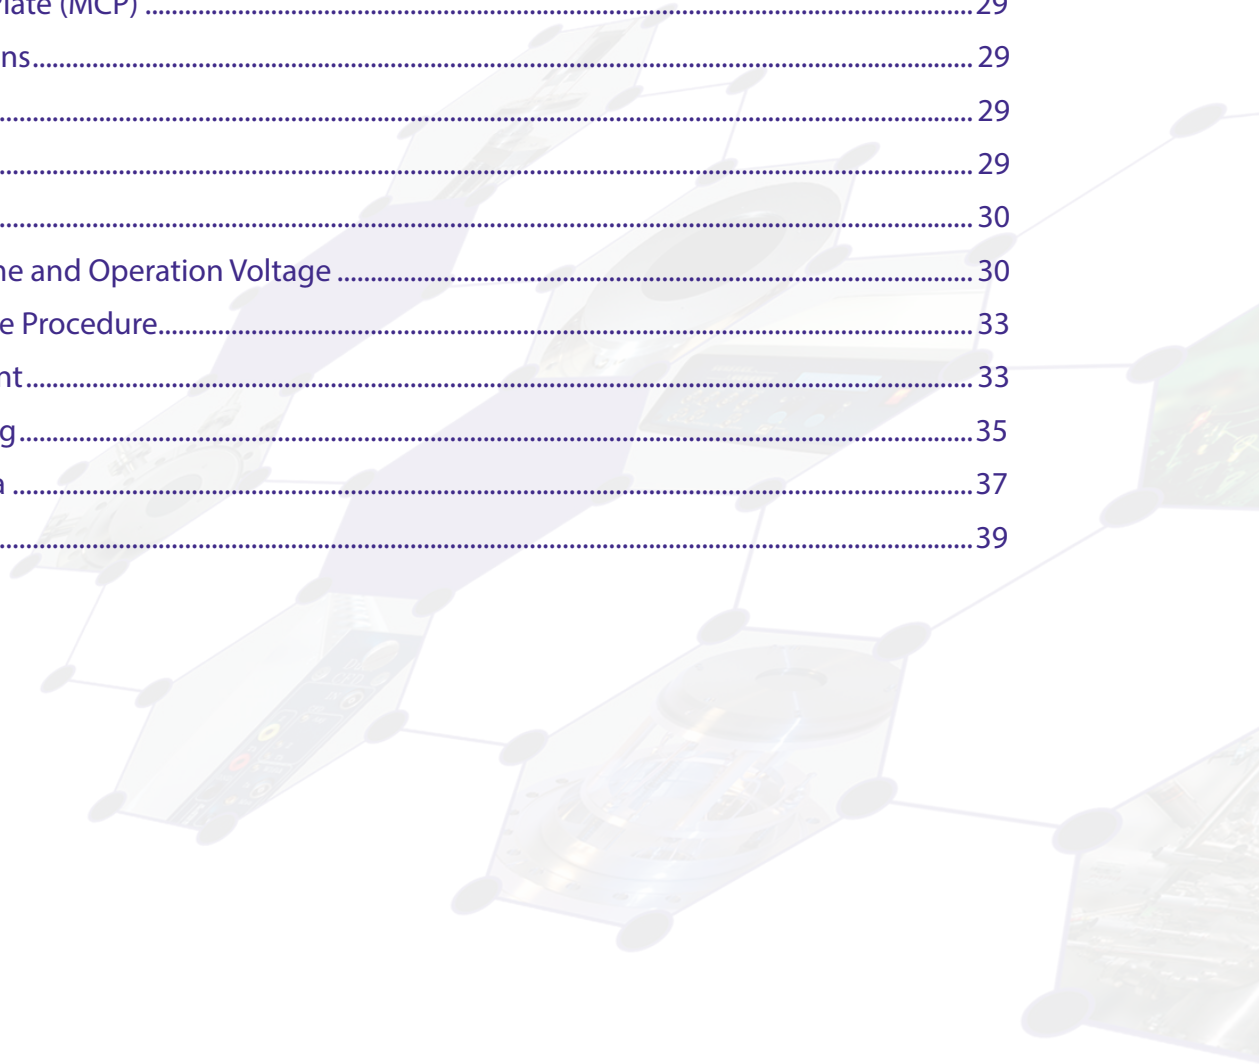 late (MCP) ........ 29
ns ........ 29
........ 29
........ 29
........ 30
ne and Operation Voltage ........ 30
e Procedure ........ 33
nt ........ 33
g ........ 35
a ........ 37
........ 39